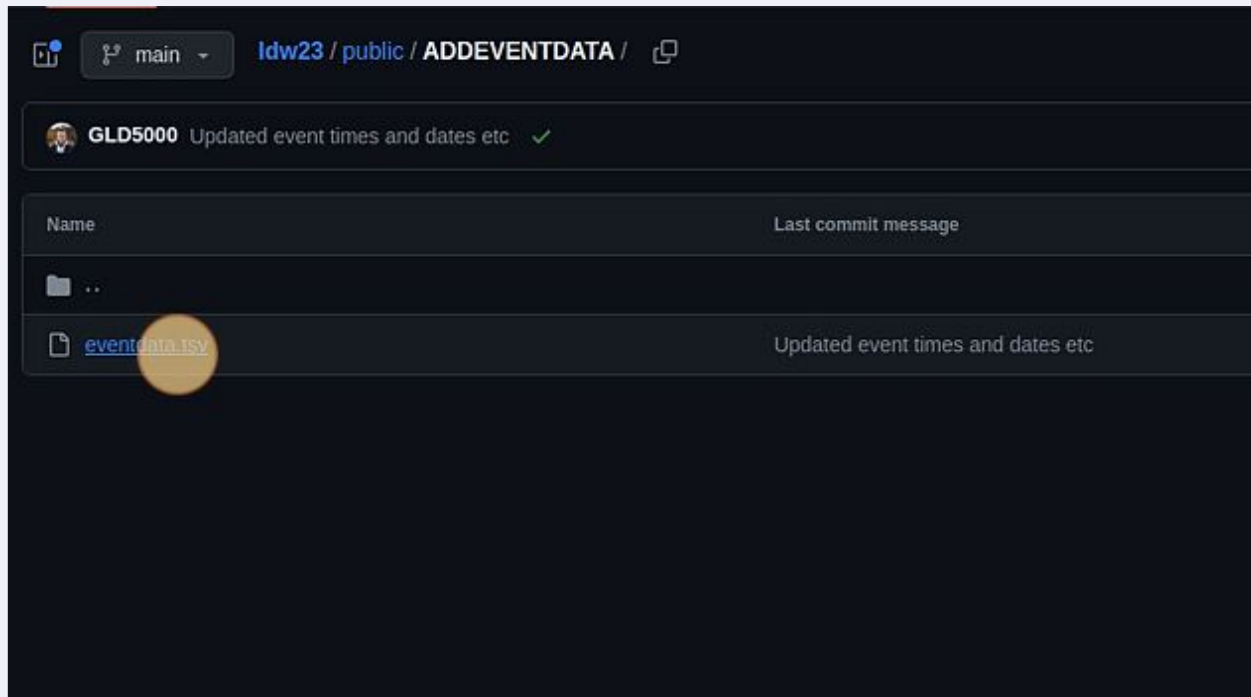 main ldw23 / public / ADDEVENTDATA /
GLD5000 Updated event times and dates etc
Name Last commit message
..
eventdata.tsv Updated event times and dates etc